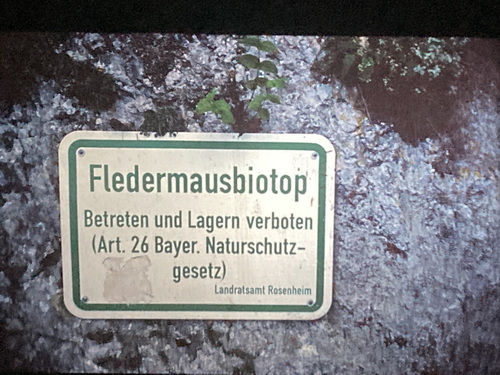 Fledermausbiotop
Betreten und Lagern verboten
(Art. 26 Bayer. Naturschutz-
gesetz)
Landratsamt Rosenheim